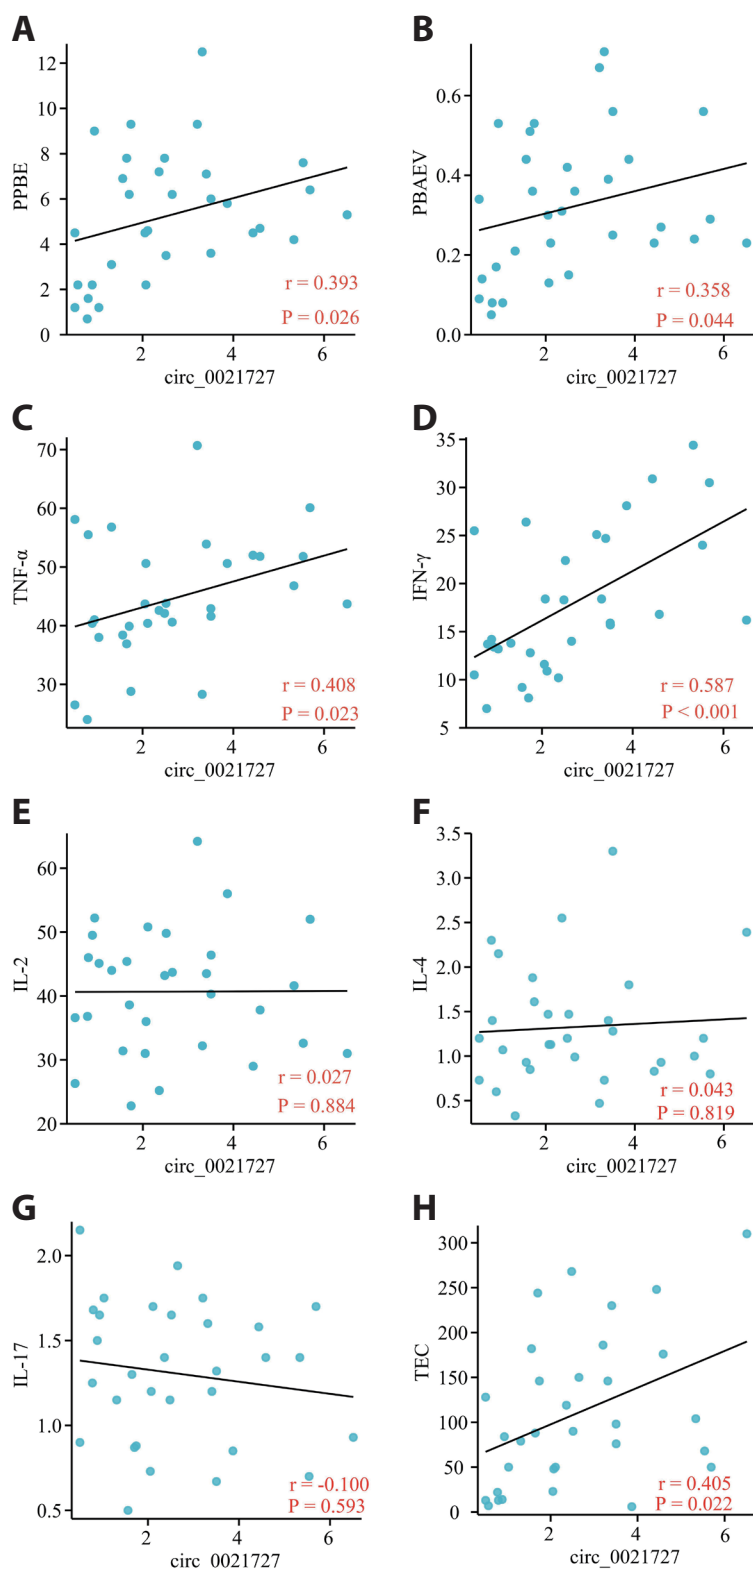 A
PPBE
12
10
8
6
4
2
0
r = 0.393
P = 0.026
2
4
6
circ_0021727
B
PBAEV
0.6
0.4
0.2
0.0
r = 0.358
P = 0.044
2
4
6
circ_0021727
C
TNF-α
70
60
50
40
30
r = 0.408
P = 0.023
2
4
6
circ_0021727
D
IFN-γ
35
30
25
20
15
10
5
r = 0.587
P < 0.001
2
4
6
circ_0021727
E
IL-2
60
50
40
30
20
r = 0.027
P = 0.884
2
4
6
circ_0021727
F
IL-4
3.5
3.0
2.5
2.0
1.5
1.0
0.5
r = 0.043
P = 0.819
2
4
6
circ_0021727
G
IL-17
2.0
1.5
1.0
0.5
r = -0.100
P = 0.593
2
4
6
circ_0021727
H
TEC
300
250
200
150
100
50
0
r = 0.405
P = 0.022
2
4
6
circ_0021727